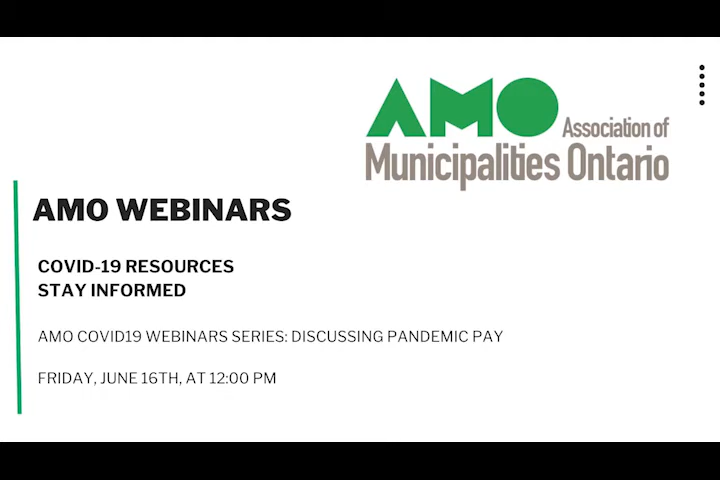 AMO
Association of
Municipalities Ontario
AMO WEBINARS
COVID-19 RESOURCES
STAY INFORMED
AMO COVID19 WEBINARS SERIES: DISCUSSING PANDEMIC PAY
FRIDAY, JUNE 16TH, AT 12:00 PM